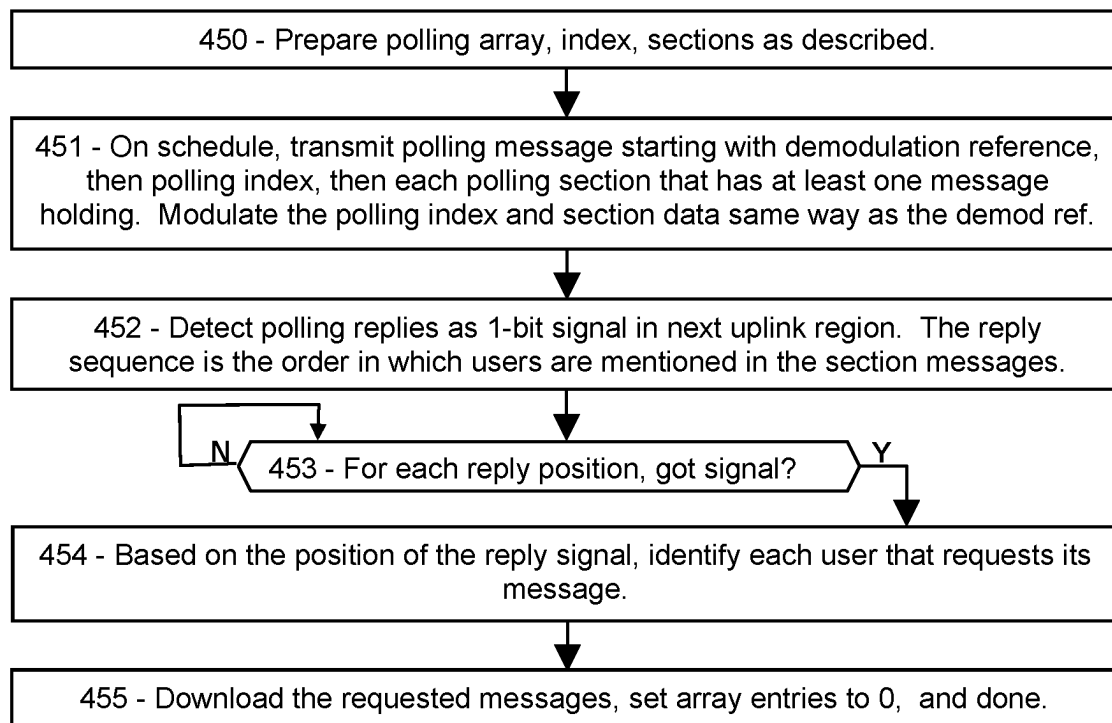 450 - Prepare polling array, index, sections as described.
451 - On schedule, transmit polling message starting with demodulation reference,
then polling index, then each polling section that has at least one message
holding.  Modulate the polling index and section data same way as the demod ref.
452 - Detect polling replies as 1-bit signal in next uplink region.  The reply
sequence is the order in which users are mentioned in the section messages.
N
453 - For each reply position, got signal?
Y
454 - Based on the position of the reply signal, identify each user that requests its
message.
455 - Download the requested messages, set array entries to 0,  and done.